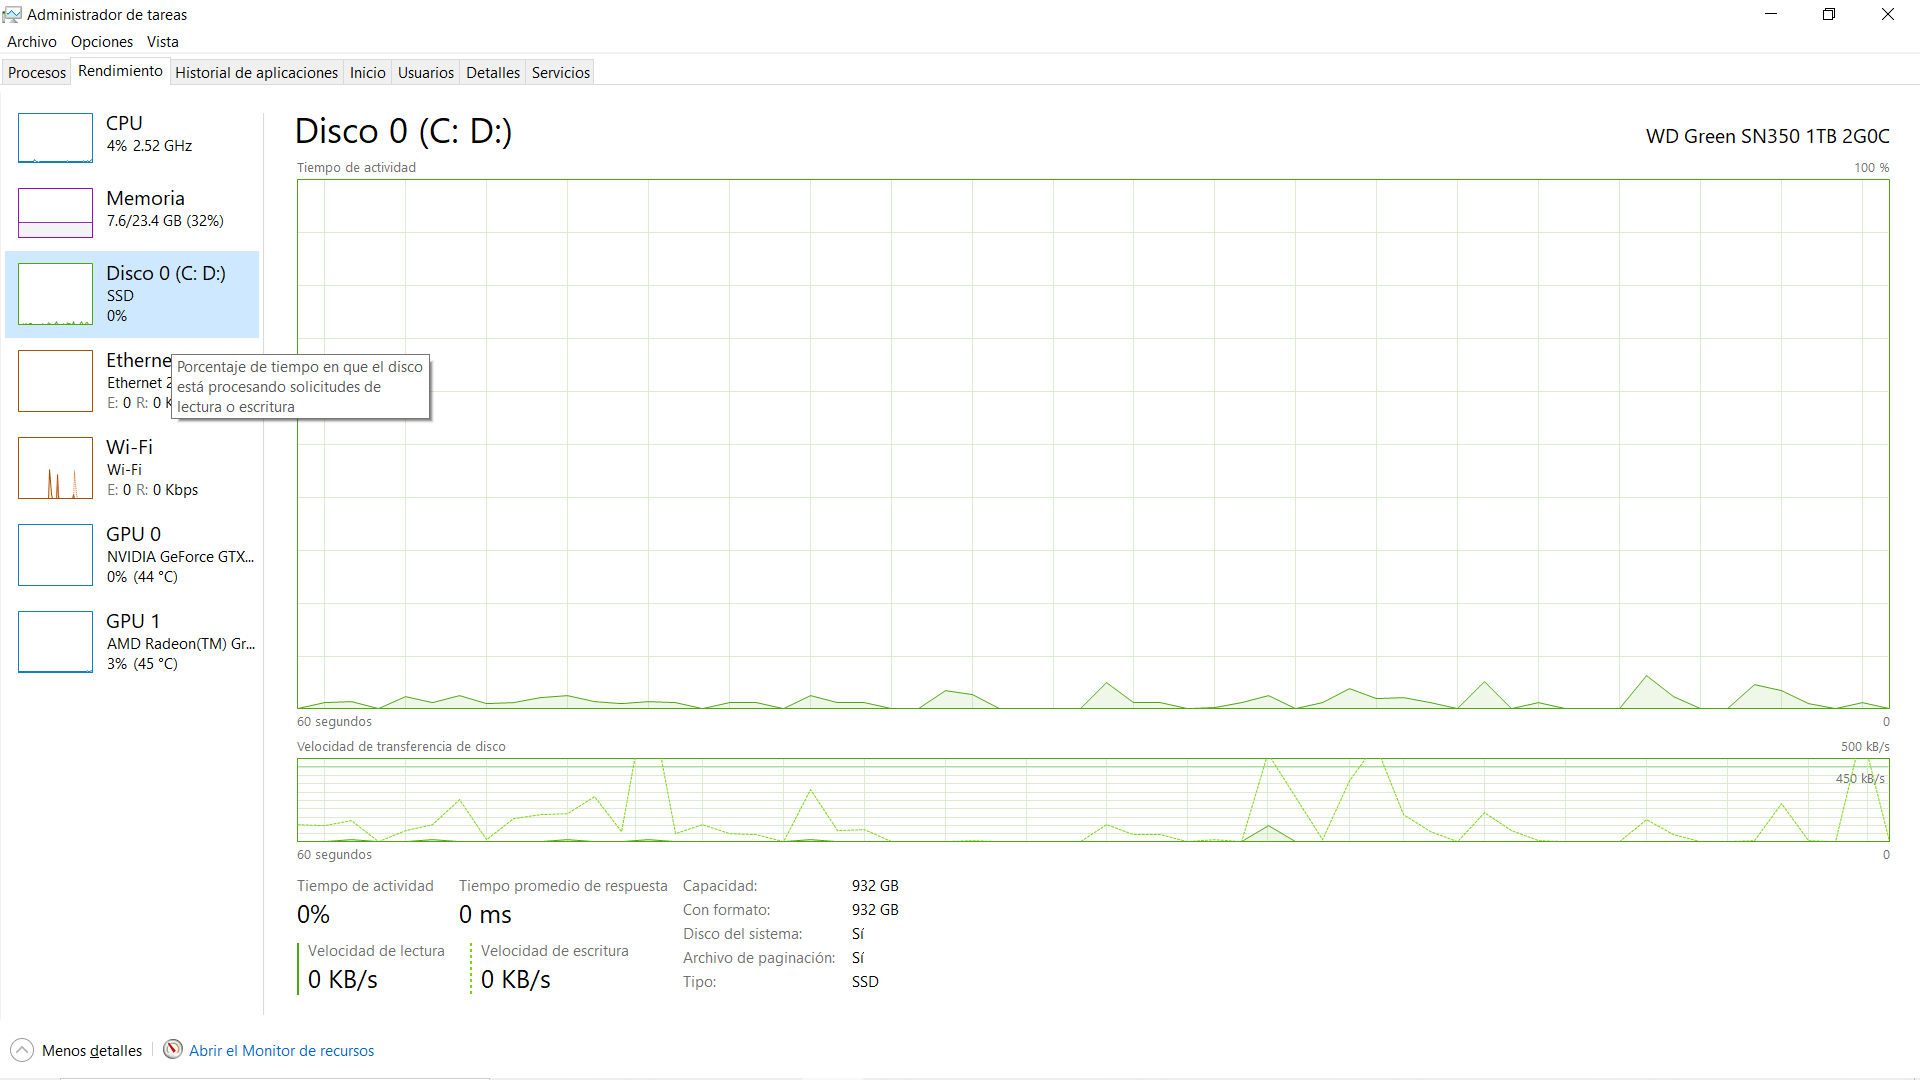 Administrador de tareas
Archivo Opciones Vista
Procesos Rendimiento Historial de aplicaciones Inicio Usuarios Detalles Servicios
CPU
4% 2.52 GHz
Memoria
7.6/23.4 GB (32%)
Disco 0 (C: D:)
SSD
0%
Etherne
Ethernet 2
E: 0 R: 0 K
Porcentaje de tiempo en que el disco
está procesando solicitudes de
lectura o escritura
Wi-Fi
Wi-Fi
E: 0 R: 0 Kbps
GPU 0
NVIDIA GeForce GTX...
0% (44 °C)
GPU 1
AMD Radeon(TM) Gr...
3% (45 °C)
Disco 0 (C: D:)
WD Green SN350 1TB 2G0C
Tiempo de actividad
100 %
60 segundos
0
Velocidad de transferencia de disco
500 kB/s
450 kB/s
60 segundos
0
Tiempo de actividad
0%
Tiempo promedio de respuesta
0 ms
Velocidad de lectura
0 KB/s
Velocidad de escritura
0 KB/s
Capacidad: 932 GB
Con formato: 932 GB
Disco del sistema: Sí
Archivo de paginación: Sí
Tipo: SSD
Menos detalles
Abrir el Monitor de recursos